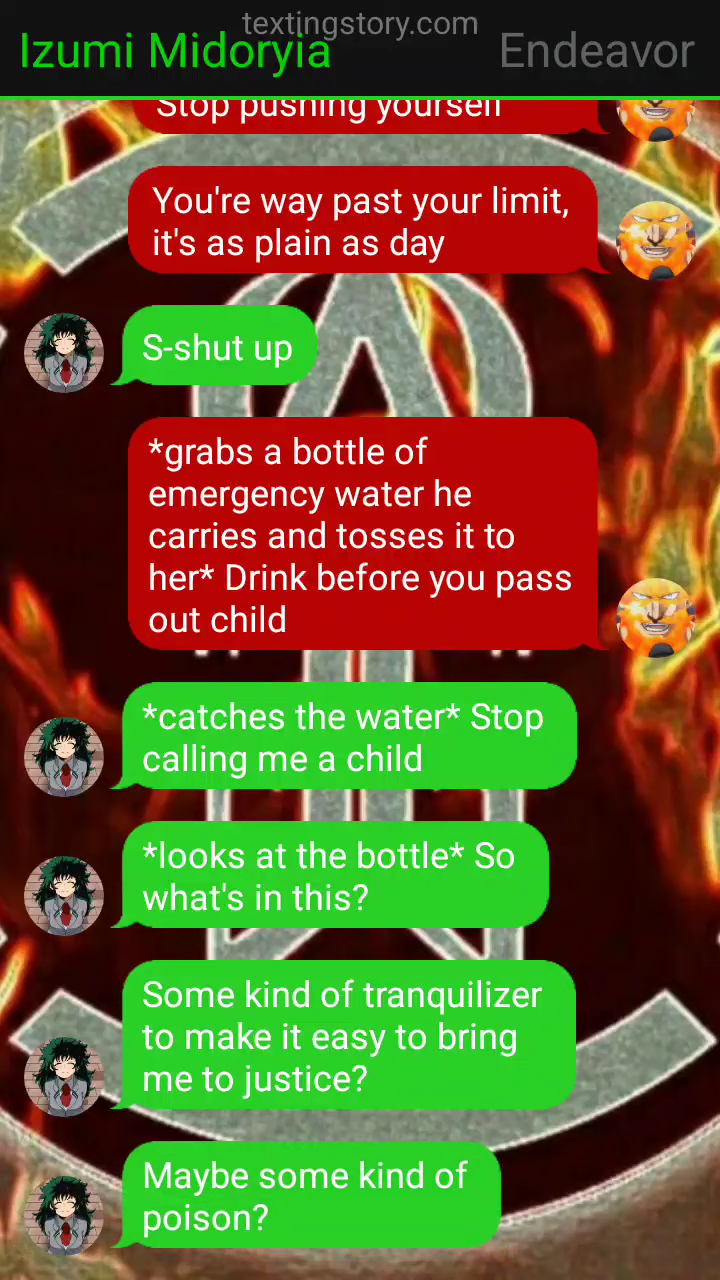 textingstory.com
Izumi Midoryia
Endeavor
Stop pushing yourself
You're way past your limit,
it's as plain as day
S-shut up
*grabs a bottle of
emergency water he
carries and tosses it to
her* Drink before you pass
out child
*catches the water* Stop
calling me a child
*looks at the bottle* So
what's in this?
Some kind of tranquilizer
to make it easy to bring
me to justice?
Maybe some kind of
poison?